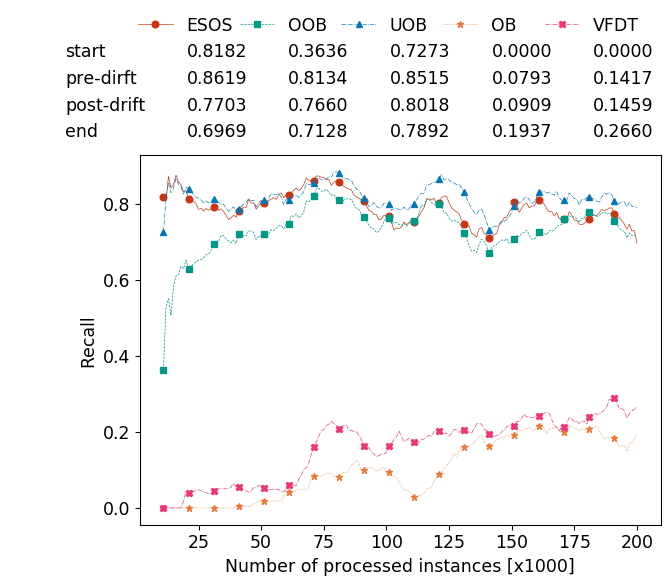 ESOS OOB UOB OB VFDT
start 0.8182 0.3636 0.7273 0.0000 0.0000
pre-dirft 0.8619 0.8134 0.8515 0.0793 0.1417
post-drift 0.7703 0.7660 0.8018 0.0909 0.1459
end 0.6969 0.7128 0.7892 0.1937 0.2660
0.8
0.6
0.4
0.2
0.0
Recall
25 50 75 100 125 150 175 200
Number of processed instances [x1000]